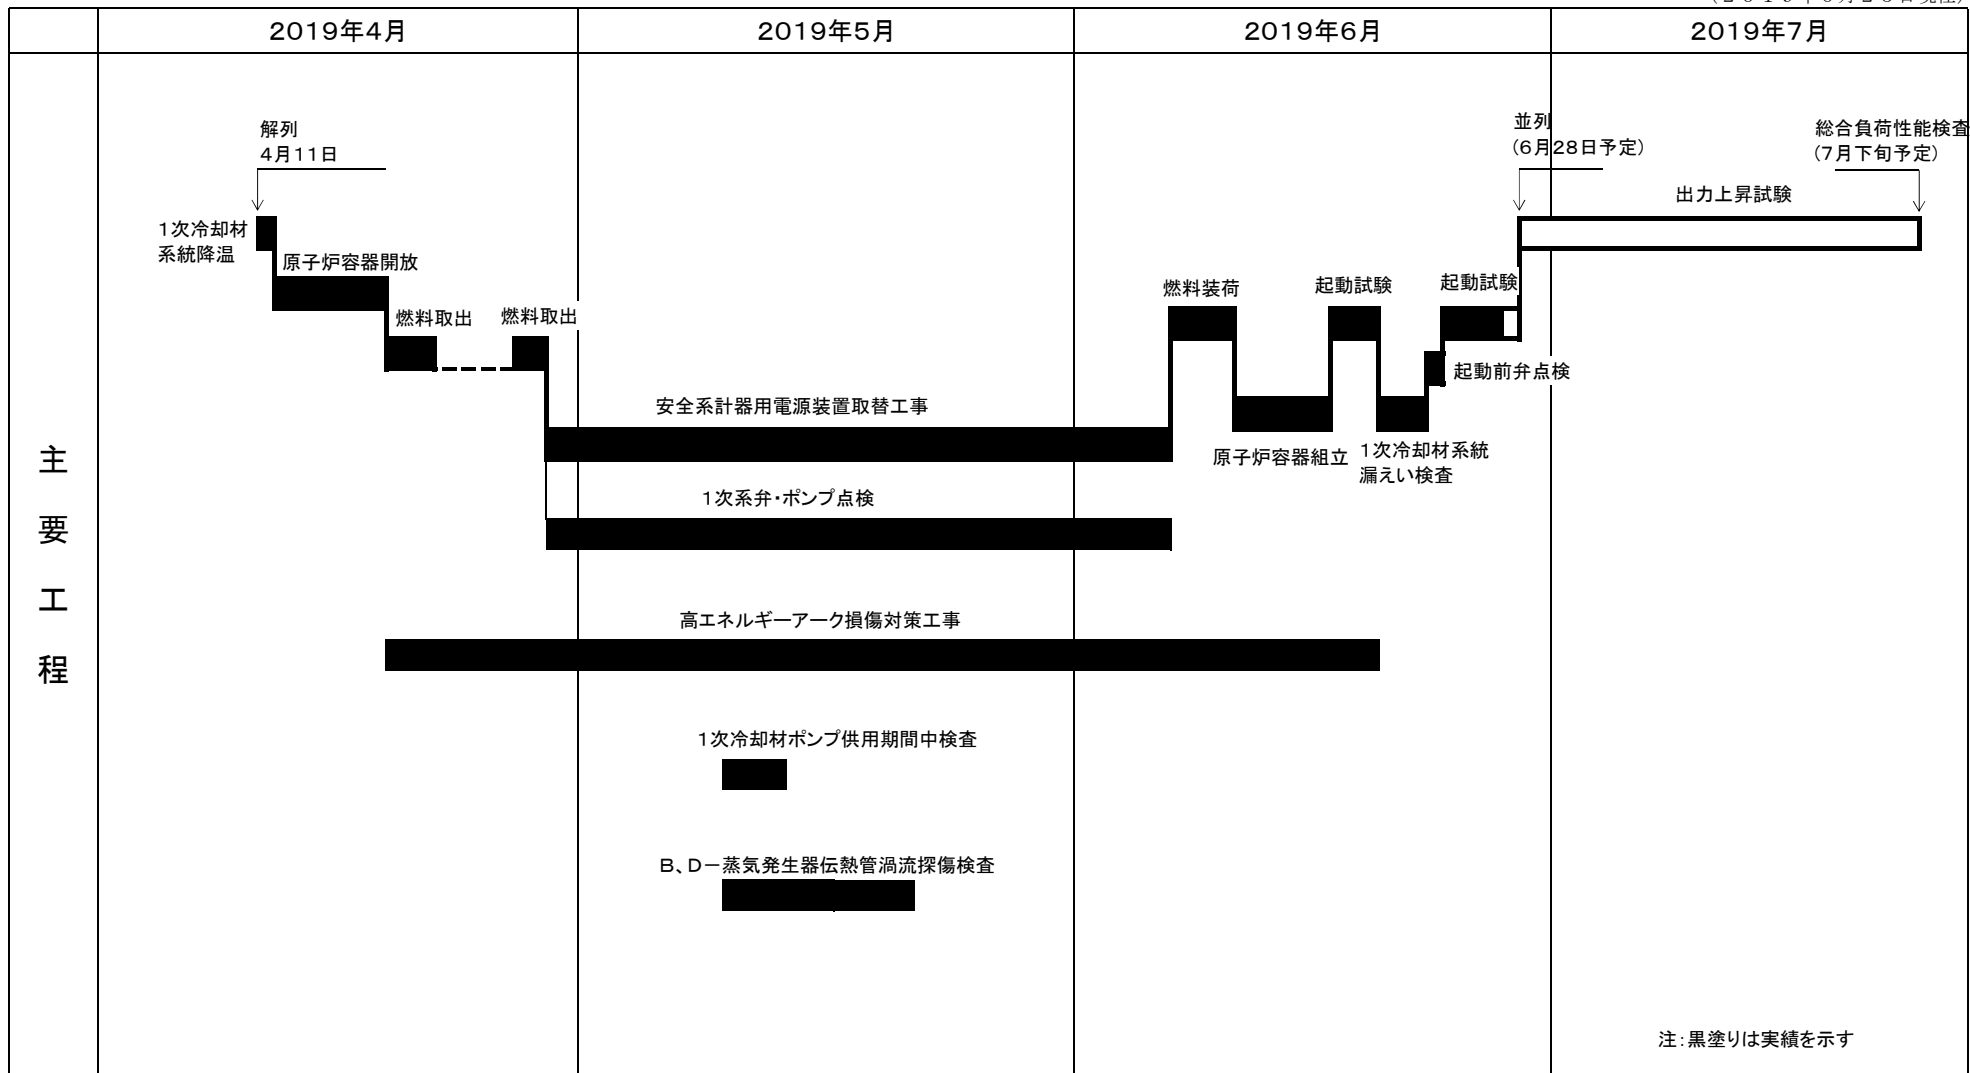 2019年4月
2019年5月
2019年6月
2019年7月
主要工程
解列
4月11日
並列
(6月28日予定)
総合負荷性能検査
(7月下旬予定)
出力上昇試験
1次冷却材
系統降温
原子炉容器開放
燃料取出
燃料取出
燃料装荷
起動試験
起動試験
起動前弁点検
安全系計器用電源装置取替工事
原子炉容器組立
1次冷却材系統
漏えい検査
1次系弁・ポンプ点検
高エネルギーアーク損傷対策工事
1次冷却材ポンプ供用期間中検査
B、D－蒸気発生器伝熱管渦流探傷検査
注：黒塗りは実績を示す